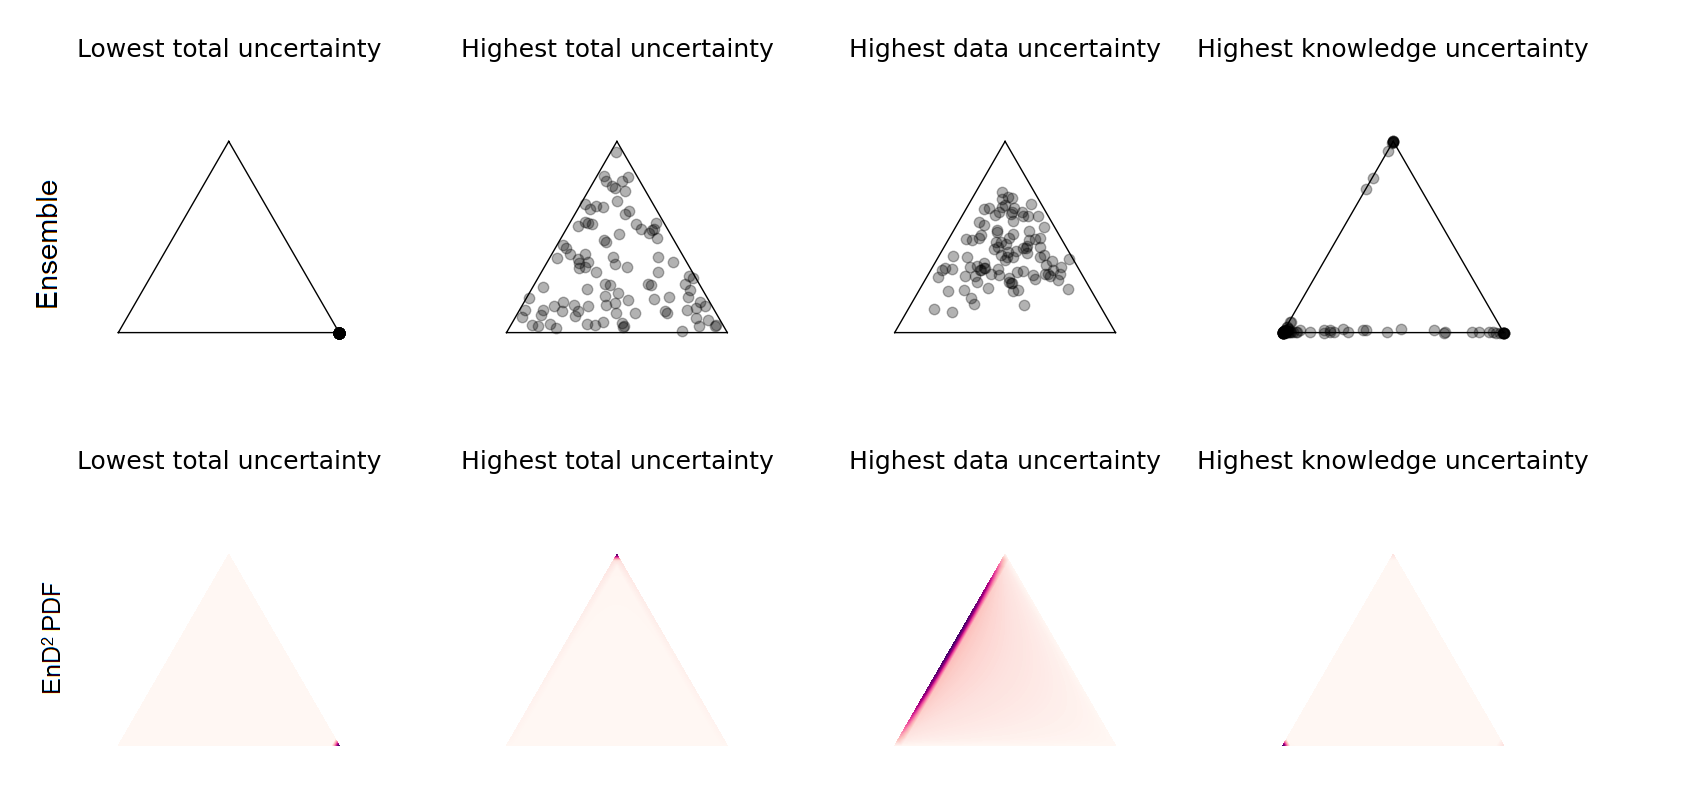 Lowest total uncertainty
Highest total uncertainty
Highest data uncertainty
Highest knowledge uncertainty
Ensemble
Lowest total uncertainty
Highest total uncertainty
Highest data uncertainty
Highest knowledge uncertainty
EnD² PDF